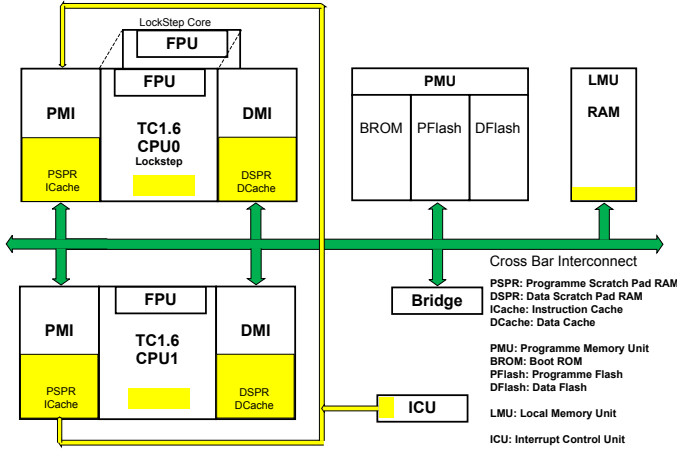 LockStep Core
FPU
FPU
PMI
DMI
TC1.6
CPU0
Lockstep
PSPR
ICache
DSPR
DCache
PMU
BROM
PFlash
DFlash
LMU
RAM
Cross Bar Interconnect
FPU
PMI
DMI
TC1.6
CPU1
PSPR
ICache
DSPR
DCache
Bridge
ICU
PSPR: Programme Scratch Pad RAM
DSPR: Data Scratch Pad RAM
ICache: Instruction Cache
DCache: Data Cache
PMU: Programme Memory Unit
BROM: Boot ROM
PFlash: Programme Flash
DFlash: Data Flash
LMU: Local Memory Unit
ICU: Interrupt Control Unit